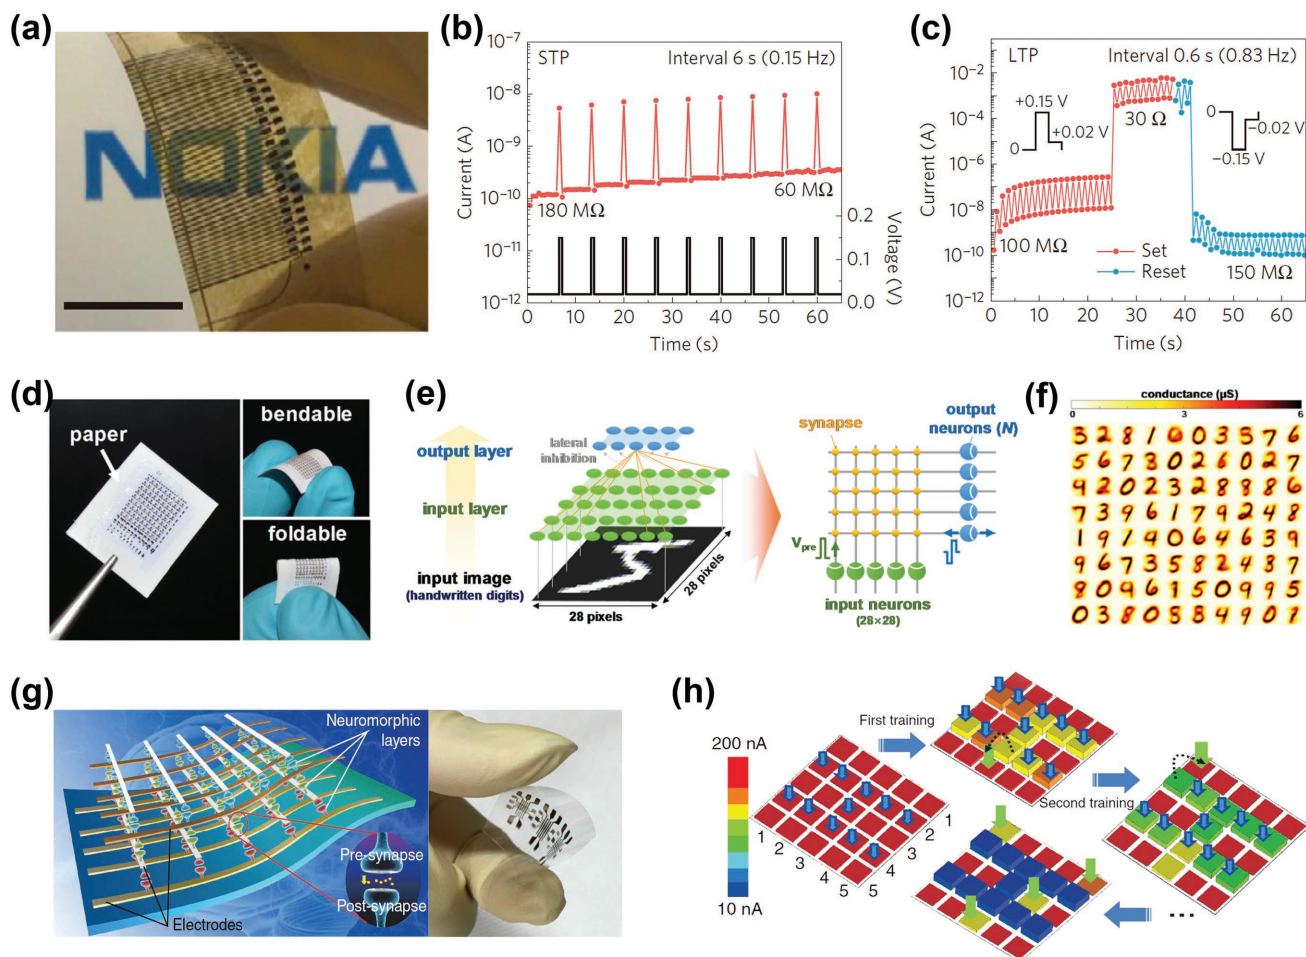 (a)
NOKIA
(b)
STP
Interval 6 s (0.15 Hz)
10⁻⁷
10⁻⁸
10⁻⁹
10⁻¹⁰
10⁻¹¹
10⁻¹²
Current (A)
180 MΩ
60 MΩ
0.2
0.1
0.0
Voltage (V)
0 10 20 30 40 50 60
Time (s)
(c)
LTP
Interval 0.6 s (0.83 Hz)
10⁻²
10⁻⁴
10⁻⁶
10⁻⁸
10⁻¹⁰
10⁻¹²
Current (A)
+0.15 V
+0.02 V
0
30 Ω
0
−0.02 V
−0.15 V
100 MΩ
Set
Reset
150 MΩ
0 10 20 30 40 50 60
Time (s)
(d)
paper
bendable
foldable
(e)
output layer
lateral
inhibition
input layer
input image
(handwritten digits)
28 pixels
28 pixels
synapse
output
neurons (N)
Vpre
input neurons
(28×28)
(f)
conductance (µS)
0 3 6
3 2 8 1 0 0 3 5 7 6
5 6 7 3 0 2 6 0 2 7
9 2 0 2 3 2 8 8 8 6
7 3 9 6 1 7 9 2 4 8
1 9 1 9 0 6 4 6 3 9
9 6 7 3 5 8 2 4 8 7
8 0 9 6 1 5 0 9 9 5
0 3 8 0 8 8 4 9 0 1
(g)
Neuromorphic
layers
Pre-synapse
Post-synapse
Electrodes
(h)
200 nA
10 nA
1 2 3 4 5
1 2 3 4 5
First training
Second training